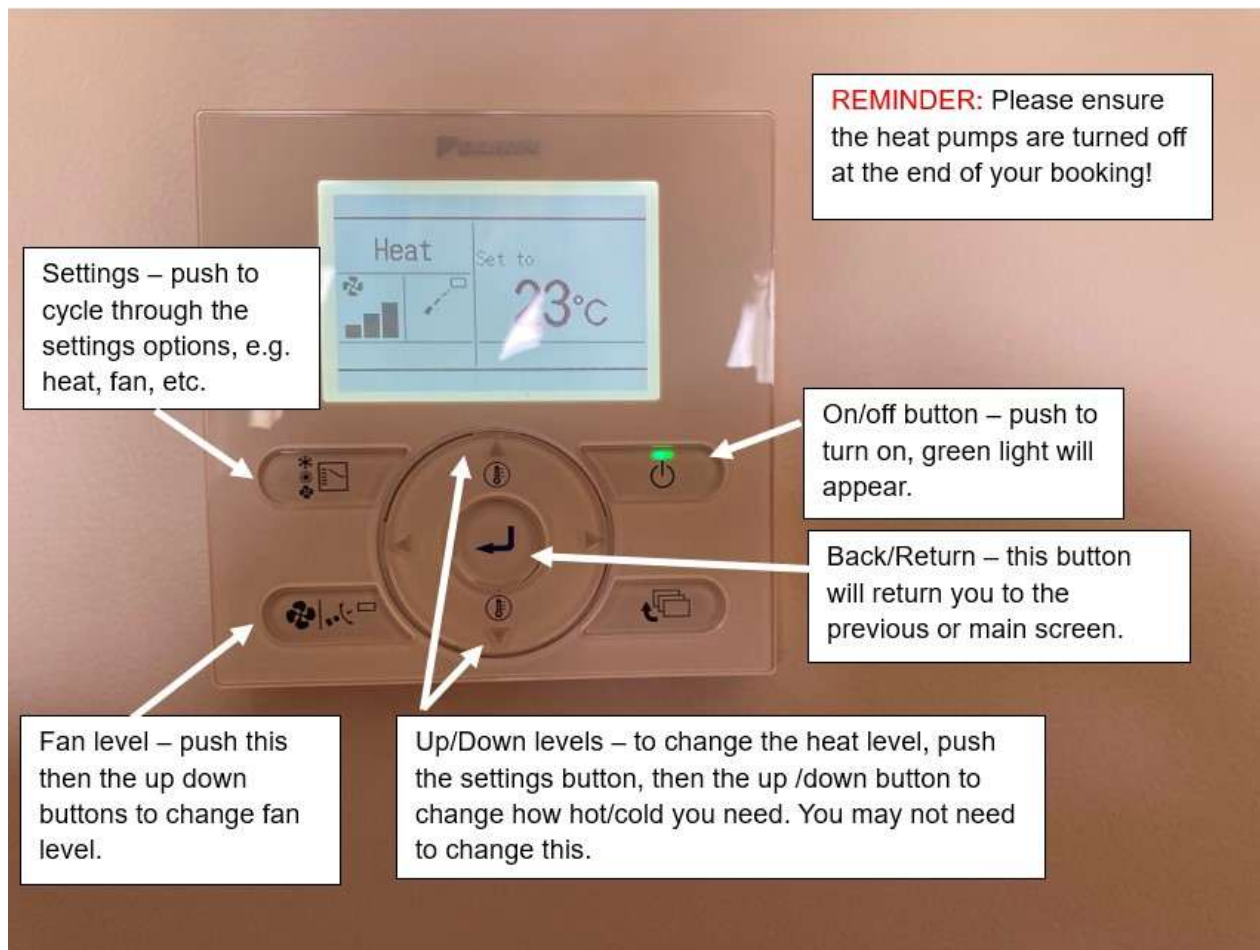 REMINDER: Please ensure
the heat pumps are turned off
at the end of your booking!
Heat
Set to
23°C
Settings – push to
cycle through the
settings options, e.g.
heat, fan, etc.
On/off button – push to
turn on, green light will
appear.
Back/Return – this button
will return you to the
previous or main screen.
Fan level – push this
then the up down
buttons to change fan
level.
Up/Down levels – to change the heat level, push
the settings button, then the up /down button to
change how hot/cold you need. You may not need
to change this.